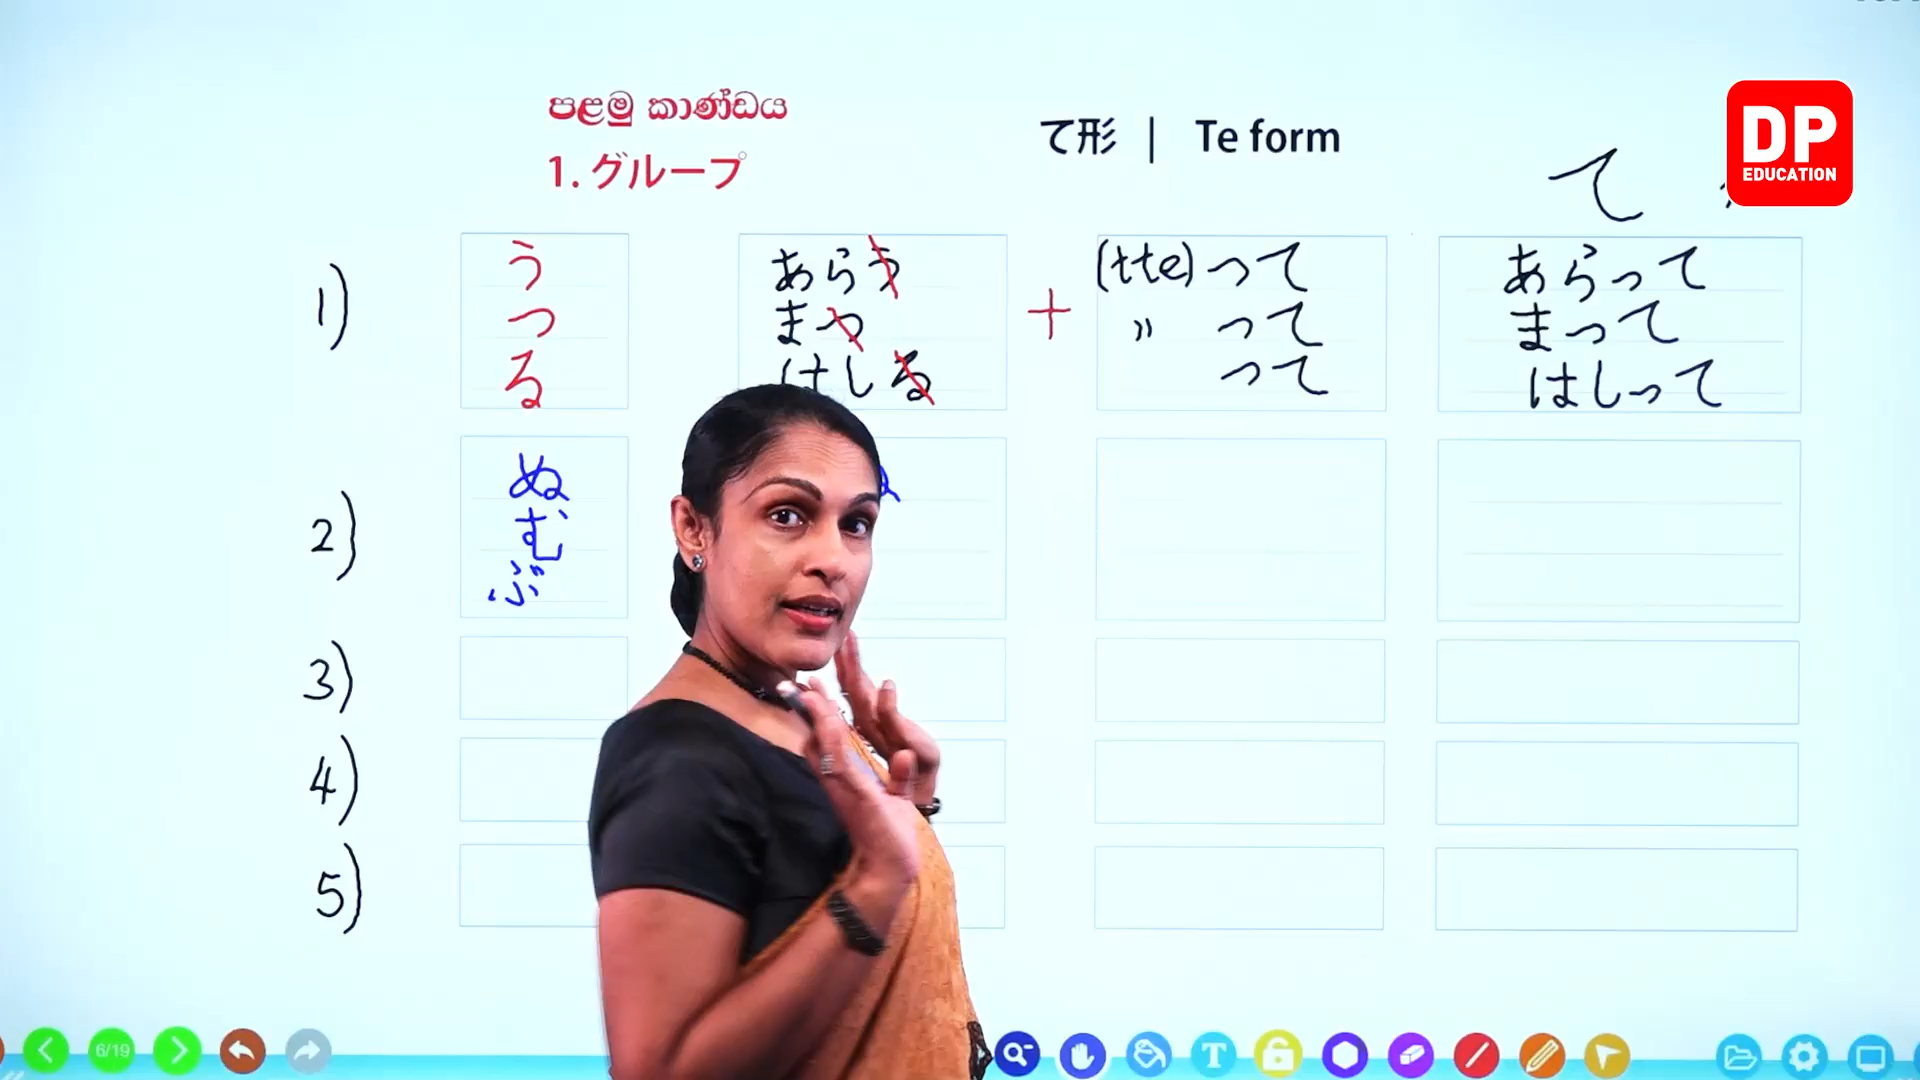 පළමු කාණ්ඩය
1. グループ
て形 | Te form
て
DP
EDUCATION
1) う あらう + (tte) って あらって
つ まつ 〃 って まって
る はしる って はしって
2) ぬ
む
ぶ
3)
4)
5)
6/19
T